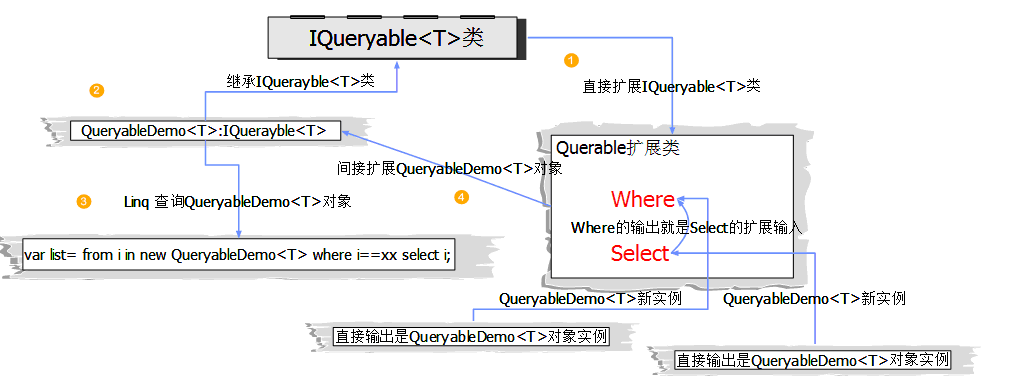 IQueryable<T>类
1
继承IQuerayble<T>类
直接扩展IQueryable<T>类
2
QueryableDemo<T>:IQuerayble<T>
Querable扩展类
间接扩展QueryableDemo<T>对象
3
Linq 查询QueryableDemo<T>对象
4
Where
Where的输出就是Select的扩展输入
var list= from i in new QueryableDemo<T> where i==xx select i;
Select
QueryableDemo<T>新实例
QueryableDemo<T>新实例
直接输出是QueryableDemo<T>对象实例
直接输出是QueryableDemo<T>对象实例